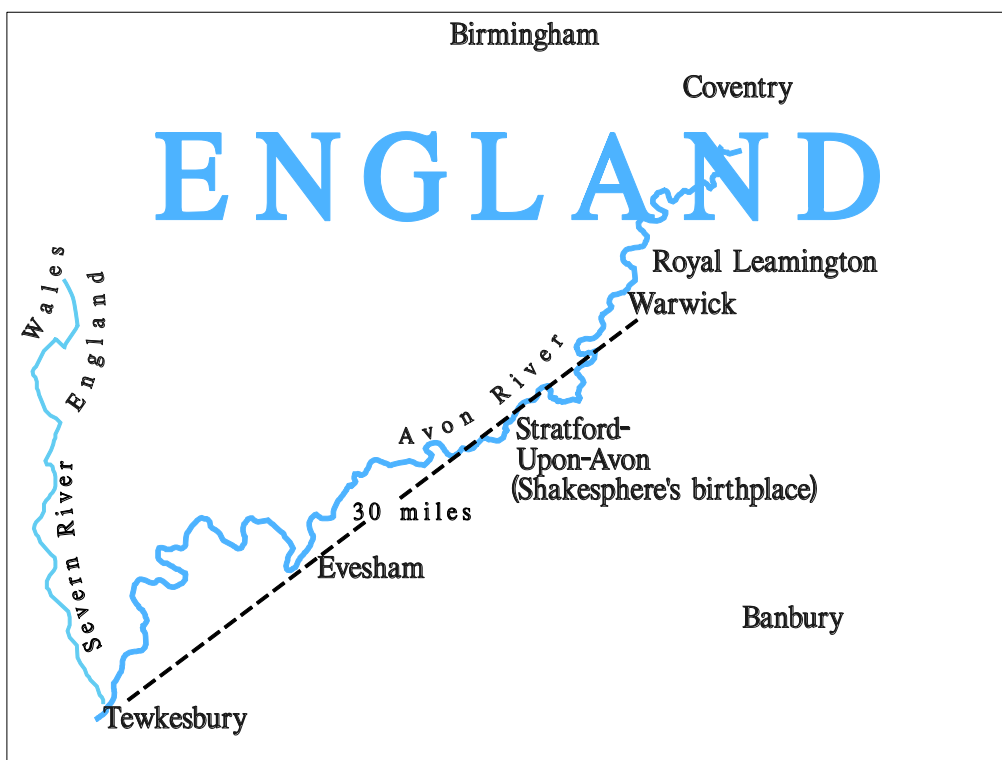 Birmingham
Coventry
ENGLAND
Royal Leamington
Warwick
Wales
England
Avon River
Stratford-
Upon-Avon
(Shakesphere's birthplace)
30 miles
Severn River
Evesham
Banbury
Tewkesbury